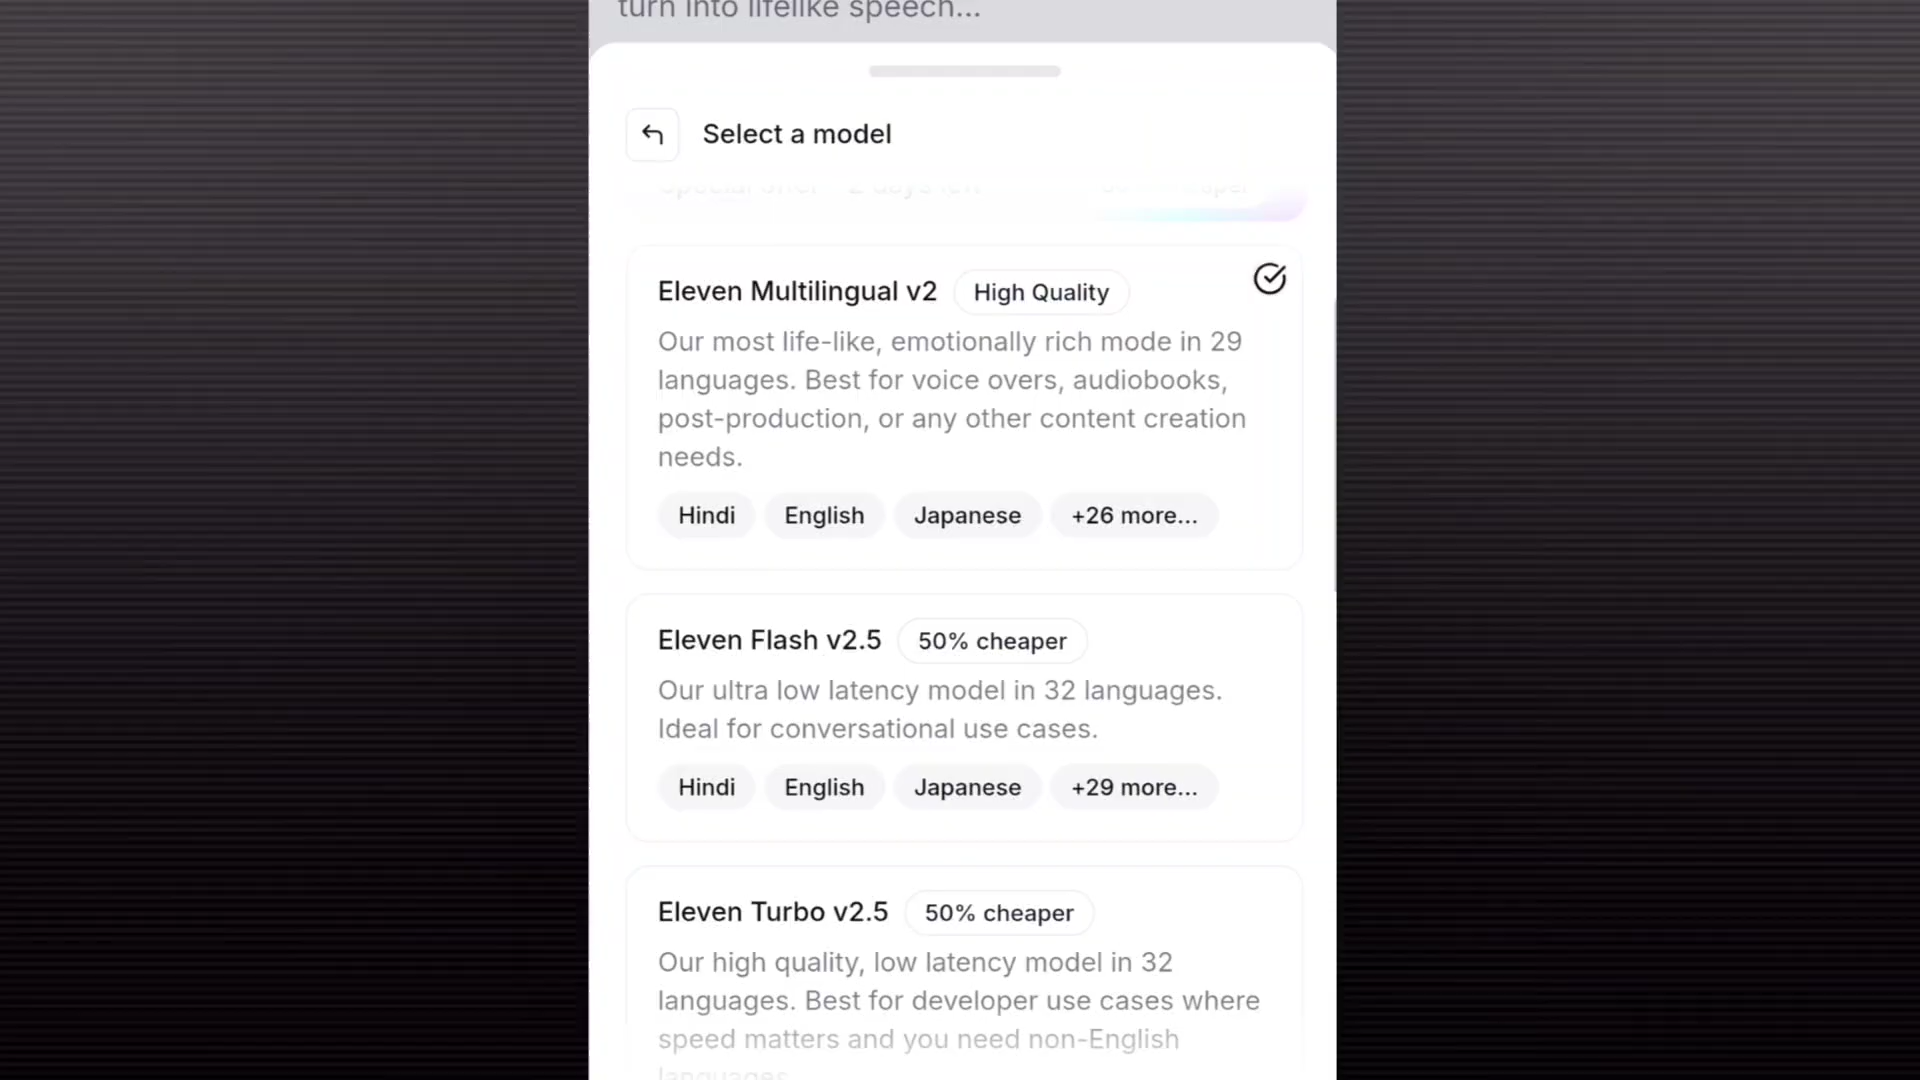 turn into lifelike speech...
Select a model
Eleven Multilingual v2 High Quality
Our most life-like, emotionally rich mode in 29
languages. Best for voice overs, audiobooks,
post-production, or any other content creation
needs.
Hindi English Japanese +26 more...
Eleven Flash v2.5 50% cheaper
Our ultra low latency model in 32 languages.
Ideal for conversational use cases.
Hindi English Japanese +29 more...
Eleven Turbo v2.5 50% cheaper
Our high quality, low latency model in 32
languages. Best for developer use cases where
speed matters and you need non-English
languages